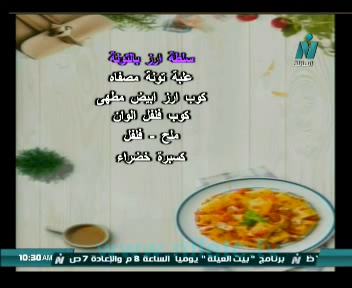 سلطة ارز بالتونة
علبة تونة مصفاه
كوب ارز ابيض مطهى
كوب فلفل الوان
ملح - فلفل
كسبرة خضراء
10:30 AM برنامج " بيت العيلة " يوميا الساعة 8 م والإعادة 7 ص